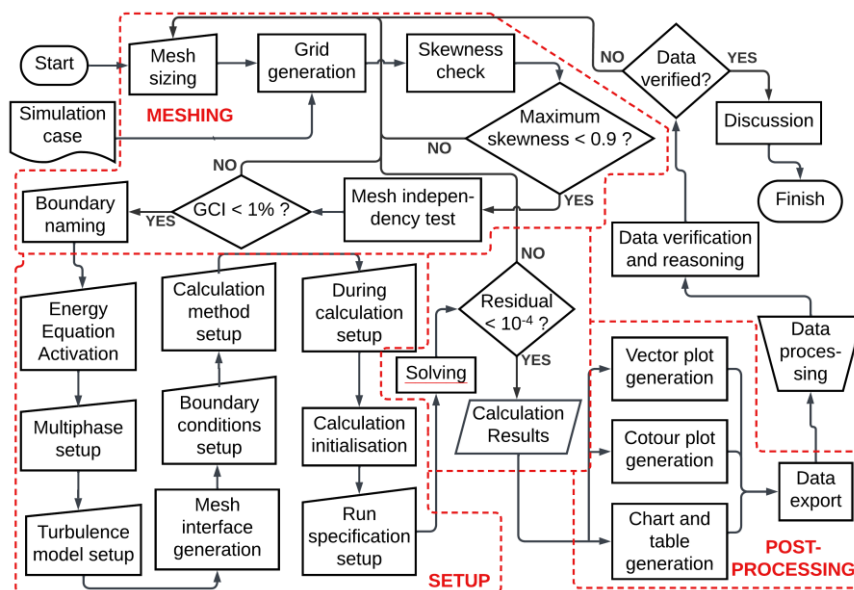 Start
Mesh
sizing
Grid
generation
Skewness
check
NO
Data
verified?
YES
Simulation
case
MESHING
Maximum
skewness < 0.9 ?
NO
Discussion
NO
YES
Boundary
naming
YES
GCI < 1% ?
Mesh indepen-
dency test
Finish
Data verification
and reasoning
NO
Energy
Equation
Activation
Calculation
method
setup
During
calculation
setup
Residual
< 10⁻⁴ ?
YES
Solving
Vector plot
generation
Data
proces-
sing
Multiphase
setup
Boundary
conditions
setup
Calculation
initialisation
Calculation
Results
Cotour plot
generation
Turbulence
model setup
Mesh
interface
generation
Run
specification
setup
Chart and
table
generation
Data
export
SETUP
POST-
PROCESSING